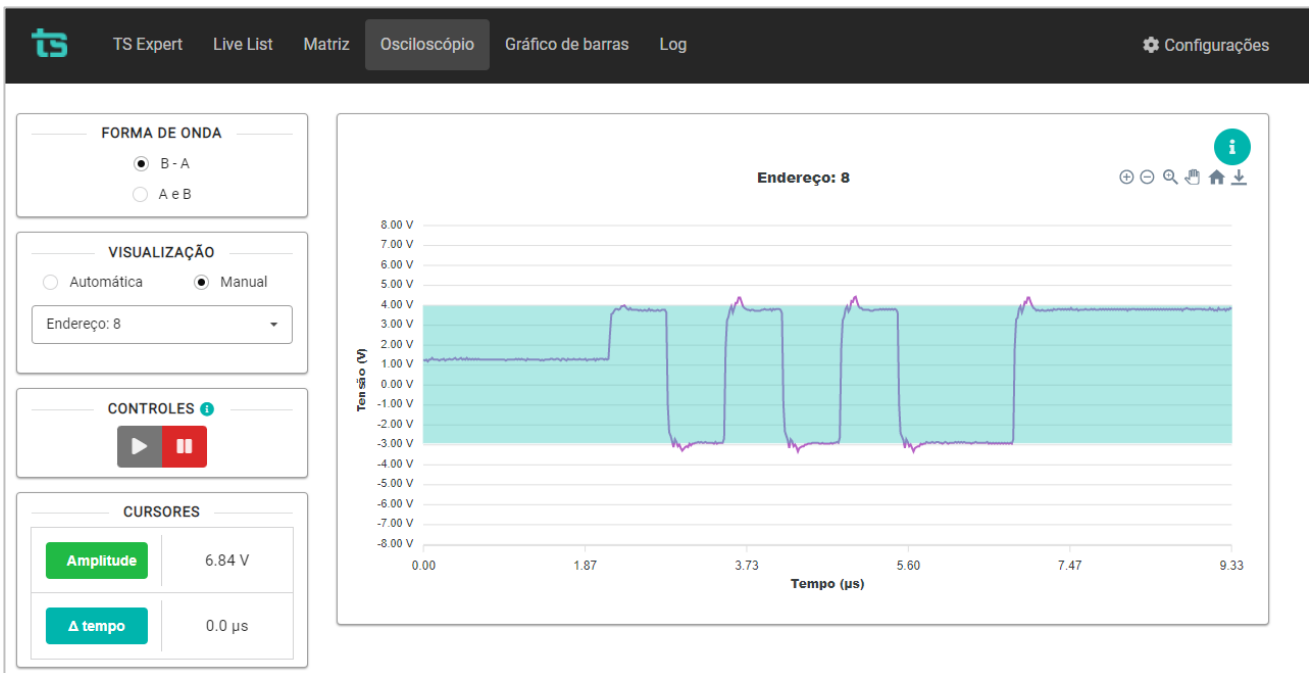 ts
TS Expert Live List Matriz Osciloscópio Gráfico de barras Log Configurações
FORMA DE ONDA
B - A
A e B
VISUALIZAÇÃO
Automática Manual
Endereço: 8
CONTROLES i
CURSORES
Amplitude 6.84 V
Δ tempo 0.0 µs
i
Endereço: 8
Tensão (V)
8.00 V
7.00 V
6.00 V
5.00 V
4.00 V
3.00 V
2.00 V
1.00 V
0.00 V
-1.00 V
-2.00 V
-3.00 V
-4.00 V
-5.00 V
-6.00 V
-7.00 V
-8.00 V
0.00 1.87 3.73 5.60 7.47 9.33
Tempo (µs)